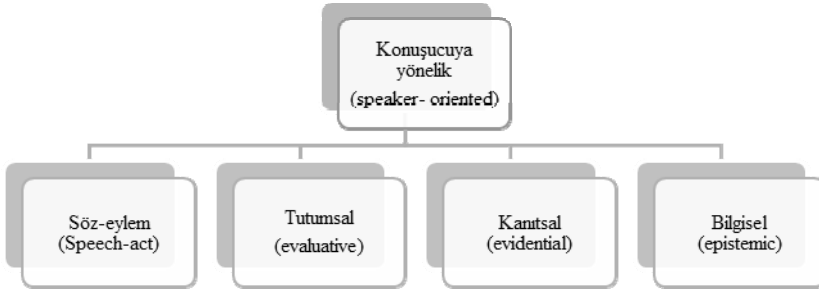 Konuşucuya
yönelik
(speaker- oriented)
Söz-eylem
(Speech-act)
Tutumsal
(evaluative)
Kanıtsal
(evidential)
Bilgisel
(epistemic)